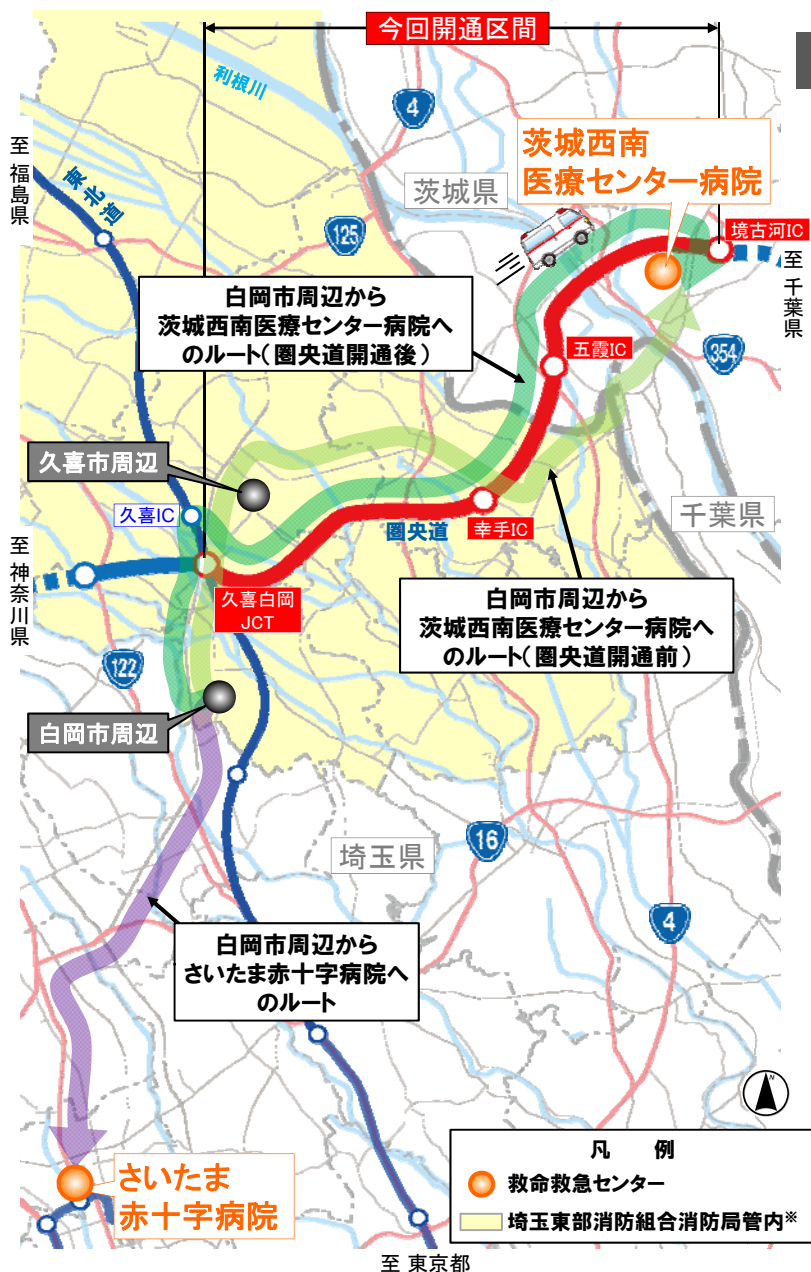 今回開通区間
利根川
4
至 福島県
東北道
茨城西南
医療センター病院
茨城県
125
境古河IC
至 千葉県
白岡市周辺から
茨城西南医療センター病院へ
のルート(圏央道開通後)
五霞IC
354
久喜市周辺
久喜IC
圏央道
幸手IC
千葉県
至 神奈川県
久喜白岡
JCT
白岡市周辺から
茨城西南医療センター病院へ
のルート(圏央道開通前)
122
白岡市周辺
埼玉県
16
4
白岡市周辺から
さいたま赤十字病院へ
のルート
N
凡 例
救命救急センター
埼玉東部消防組合消防局管内※
さいたま
赤十字病院
至 東京都